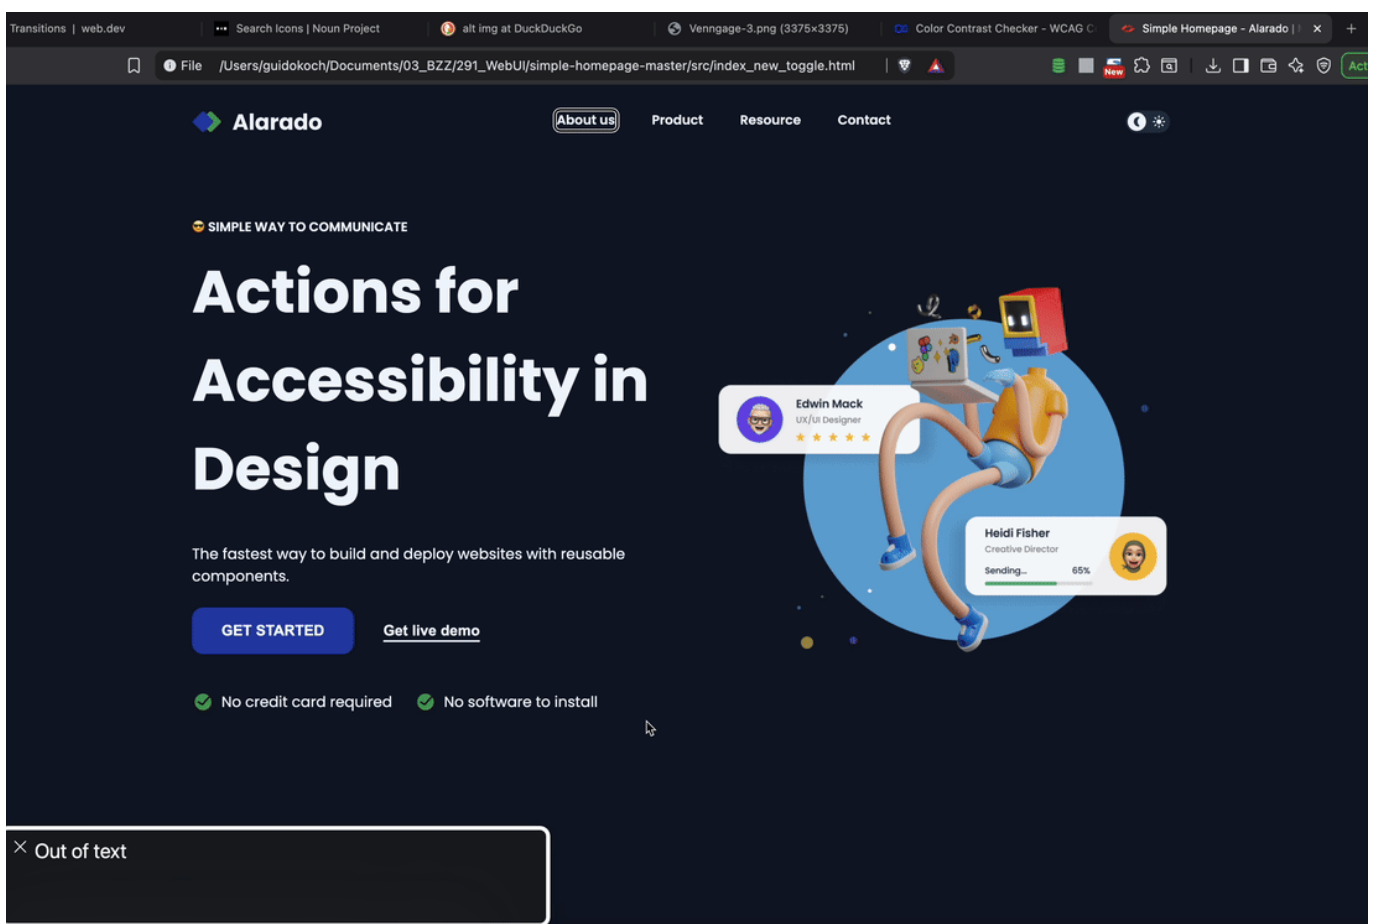 Transitions | web.dev
Search Icons | Noun Project
alt img at DuckDuckGo
Venngage-3.png (3375×3375)
Color Contrast Checker - WCAG C
Simple Homepage - Alarado |
File /Users/guidokoch/Documents/03_BZZ/291_WebUI/simple-homepage-master/src/index_new_toggle.html
New
Act
Alarado
About us
Product
Resource
Contact
SIMPLE WAY TO COMMUNICATE
Actions for
Accessibility in
Design
The fastest way to build and deploy websites with reusable
components.
GET STARTED
Get live demo
No credit card required
No software to install
Edwin Mack
UX/UI Designer
Heidi Fisher
Creative Director
Sending... 65%
Out of text